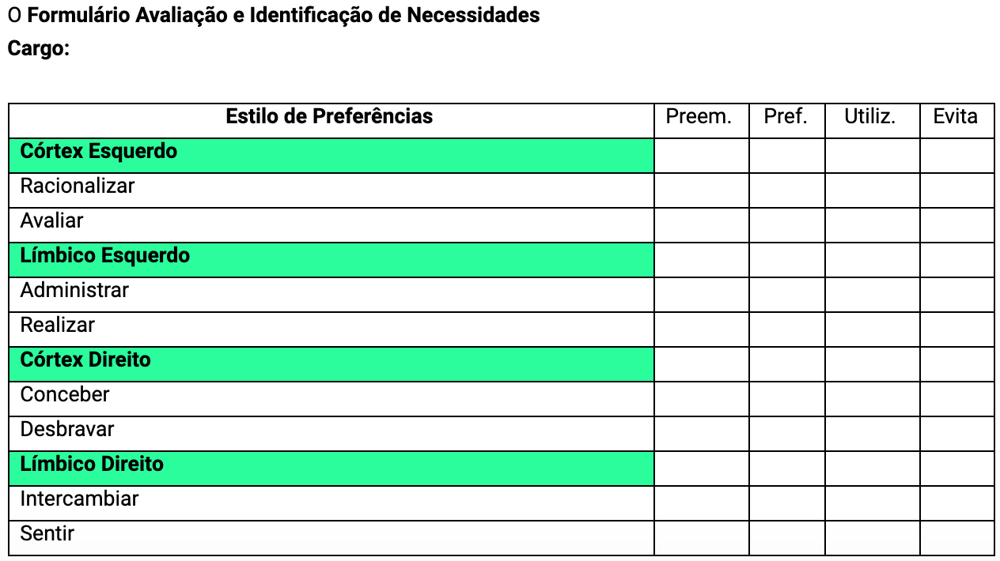 O Formulário Avaliação e Identificação de Necessidades
Cargo:
Estilo de Preferências Preem. Pref. Utiliz. Evita
Córtex Esquerdo
Racionalizar
Avaliar
Límbico Esquerdo
Administrar
Realizar
Córtex Direito
Conceber
Desbravar
Límbico Direito
Intercambiar
Sentir